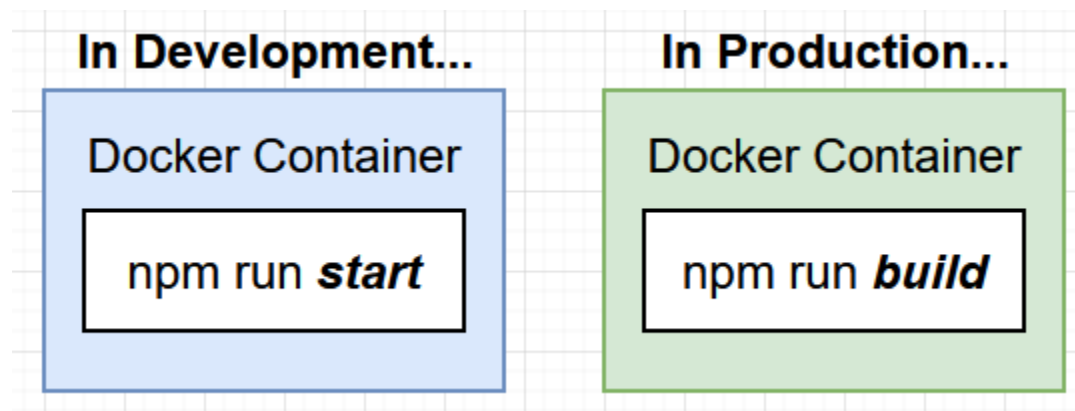 In Development...
Docker Container
npm run start
In Production...
Docker Container
npm run build